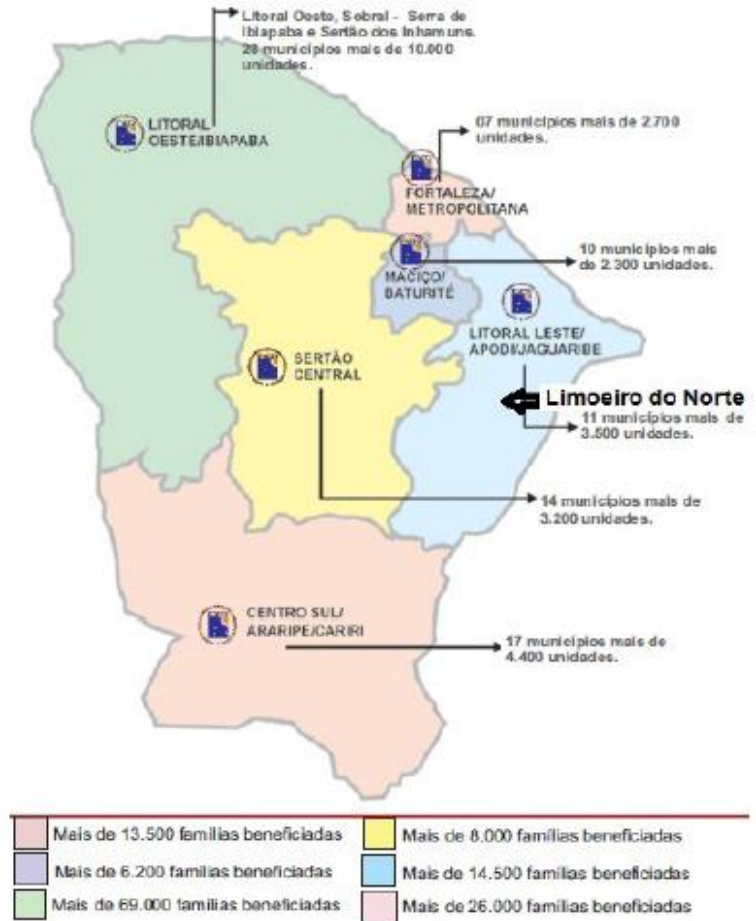 Litoral Oeste, Sobral - Serra de
Ibiapaba e Sertão dos Inhamuns.
28 municípios mais de 10.000
unidades.
LITORAL
OESTE/IBIAPABA
07 municípios mais de 2.700
unidades.
FORTALEZA/
METROPOLITANA
10 municípios mais
de 2.300 unidades.
MACIÇO/
BATURITÉ
LITORAL LESTE/
APODI/JAGUARIBE
SERTÃO
CENTRAL
Limoeiro do Norte
11 municípios mais de
3.500 unidades.
14 municípios mais de
3.200 unidades.
CENTRO SUL/
ARARIPE/CARIRI
17 municípios mais de
4.400 unidades.
Mais de 13.500 famílias beneficiadas
Mais de 8.000 famílias beneficiadas
Mais de 6.200 famílias beneficiadas
Mais de 14.500 famílias beneficiadas
Mais de 69.000 famílias beneficiadas
Mais de 26.000 famílias beneficiadas